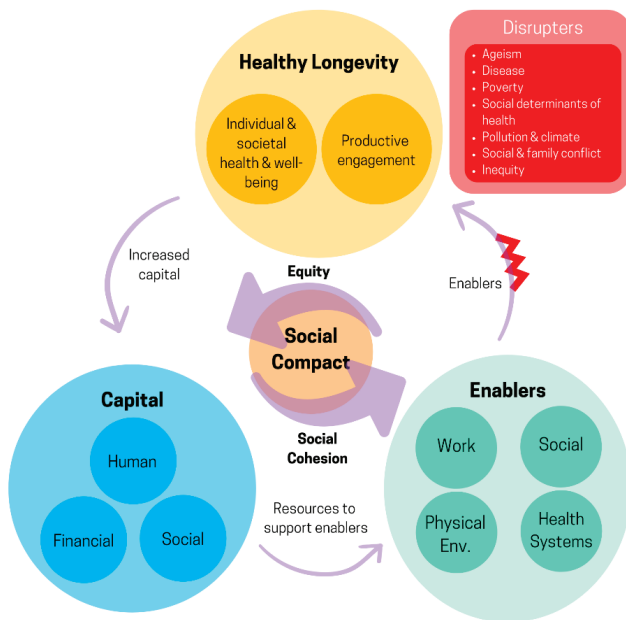 Disrupters
• Ageism
• Disease
• Poverty
• Social determinants of
health
• Pollution & climate
• Social & family conflict
• Inequity
Healthy Longevity
Individual &
societal
health & well-
being
Productive
engagement
Increased
capital
Equity
Enablers
Social
Compact
Social
Cohesion
Capital
Human
Financial
Social
Resources to
support enablers
Enablers
Work
Social
Physical
Env.
Health
Systems